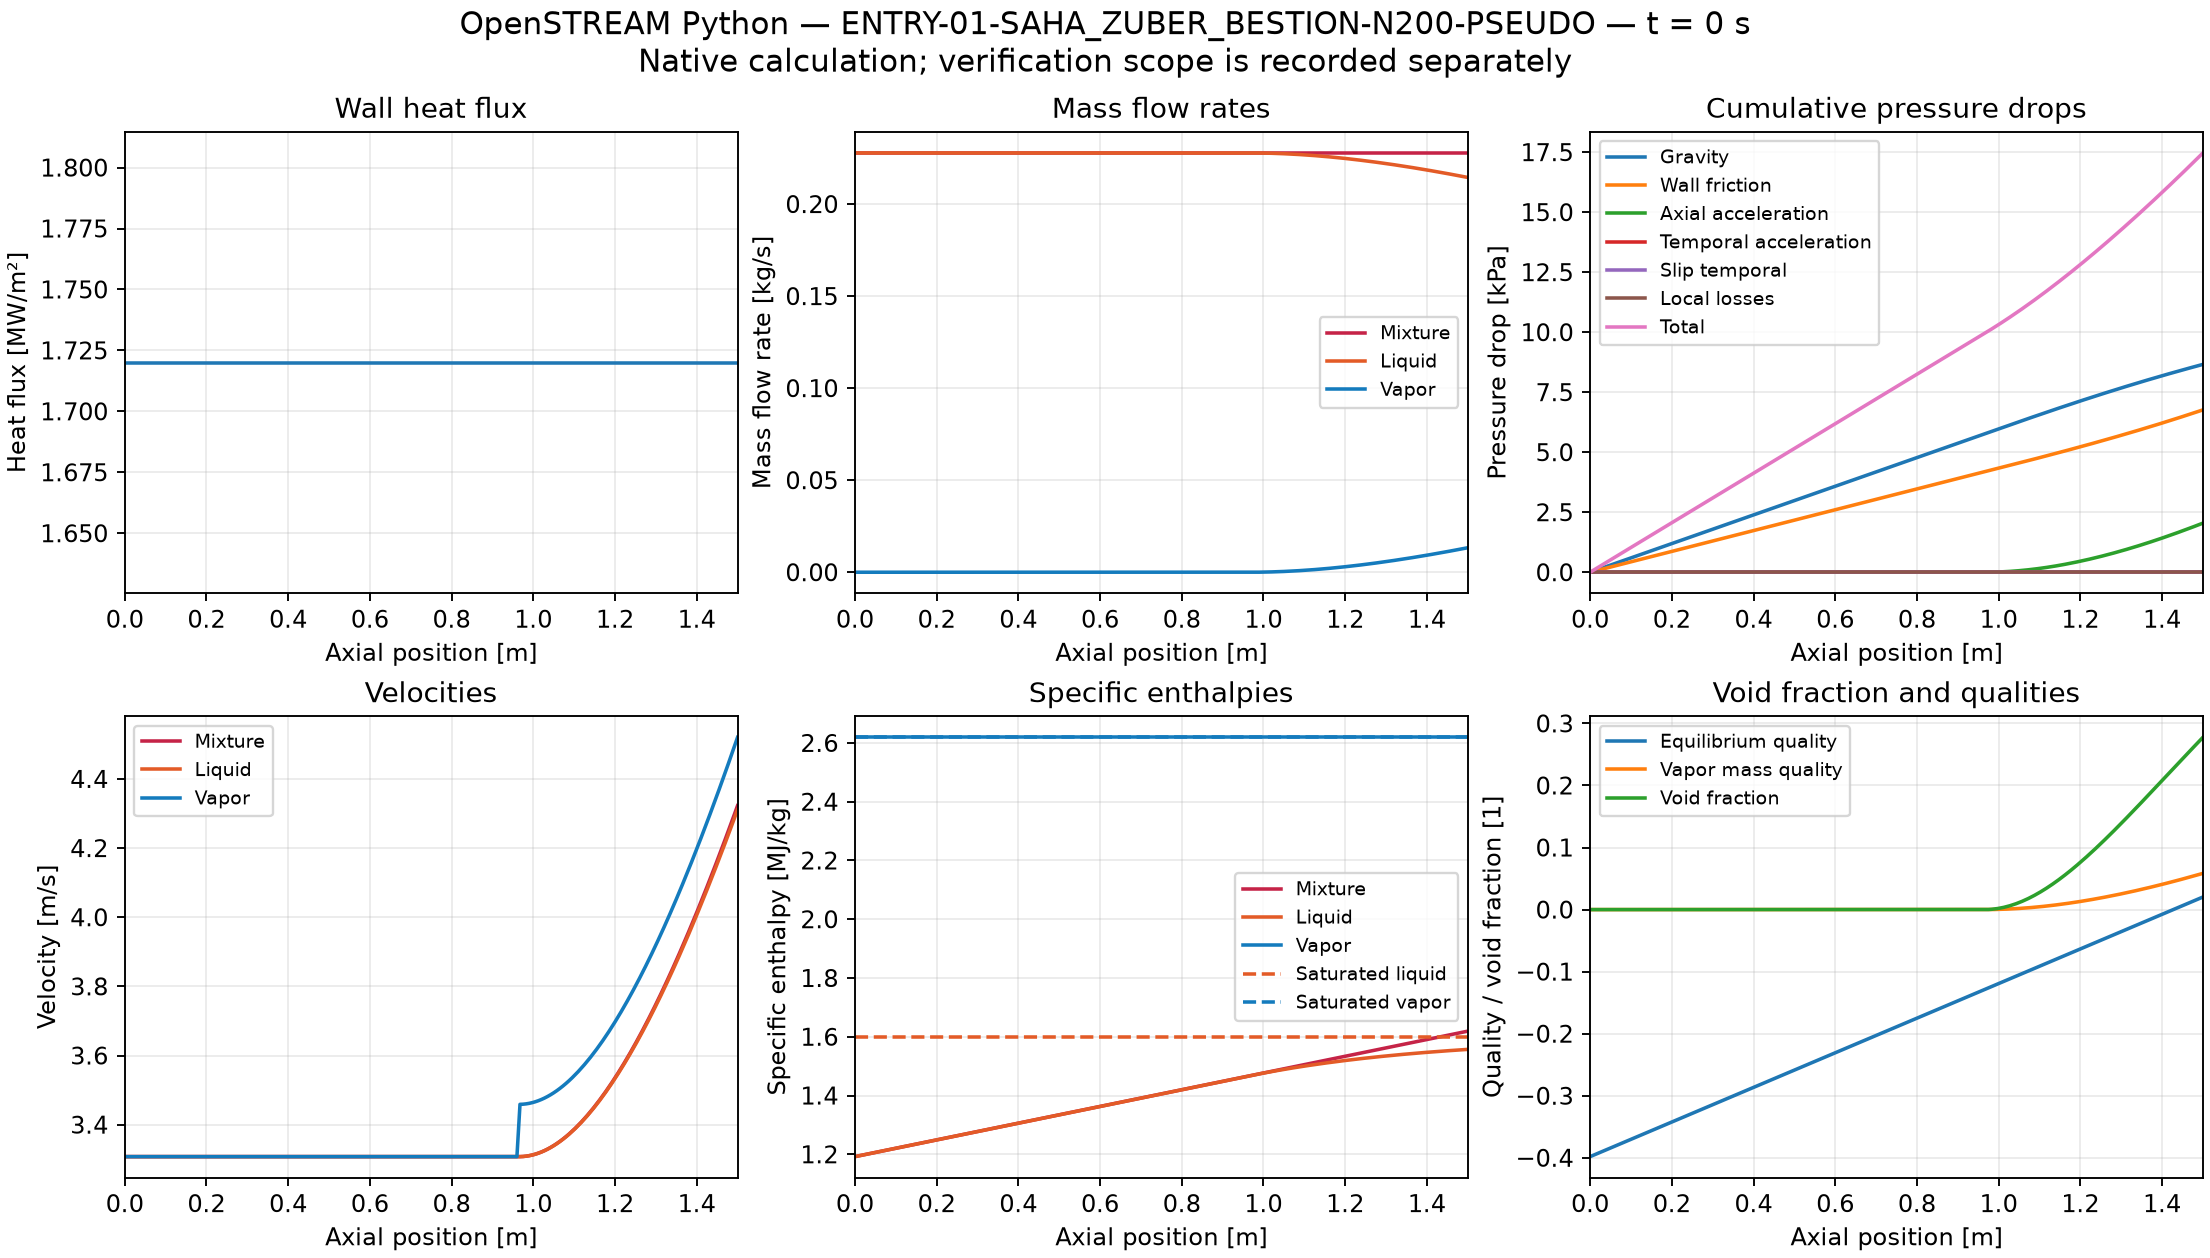 OpenSTREAM Python — ENTRY-01-SAHA_ZUBER_BESTION-N200-PSEUDO — t = 0 s
Native calculation; verification scope is recorded separately
Wall heat flux
Heat flux [MW/m²]
1.800
1.775
1.750
1.725
1.700
1.675
1.650
0.0 0.2 0.4 0.6 0.8 1.0 1.2 1.4
Axial position [m]
Mass flow rates
Mass flow rate [kg/s]
0.20
0.15
0.10
0.05
0.00
Mixture
Liquid
Vapor
0.0 0.2 0.4 0.6 0.8 1.0 1.2 1.4
Axial position [m]
Cumulative pressure drops
Pressure drop [kPa]
17.5
15.0
12.5
10.0
7.5
5.0
2.5
0.0
Gravity
Wall friction
Axial acceleration
Temporal acceleration
Slip temporal
Local losses
Total
0.0 0.2 0.4 0.6 0.8 1.0 1.2 1.4
Axial position [m]
Velocities
Velocity [m/s]
4.4
4.2
4.0
3.8
3.6
3.4
Mixture
Liquid
Vapor
0.0 0.2 0.4 0.6 0.8 1.0 1.2 1.4
Axial position [m]
Specific enthalpies
Specific enthalpy [MJ/kg]
2.6
2.4
2.2
2.0
1.8
1.6
1.4
1.2
Mixture
Liquid
Vapor
Saturated liquid
Saturated vapor
0.0 0.2 0.4 0.6 0.8 1.0 1.2 1.4
Axial position [m]
Void fraction and qualities
Quality / void fraction [1]
0.3
0.2
0.1
0.0
−0.1
−0.2
−0.3
−0.4
Equilibrium quality
Vapor mass quality
Void fraction
0.0 0.2 0.4 0.6 0.8 1.0 1.2 1.4
Axial position [m]